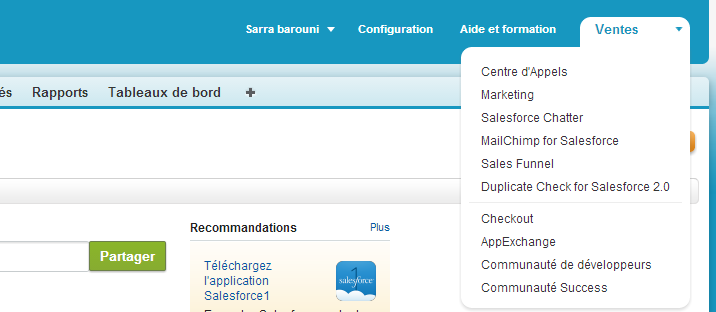 Sarra barouni Configuration Aide et formation Ventes
Centre d'Appels
Marketing
Salesforce Chatter
MailChimp for Salesforce
Sales Funnel
Duplicate Check for Salesforce 2.0
Checkout
AppExchange
Communauté de développeurs
Communauté Success
és Rapports Tableaux de bord +
Partager
Recommandations Plus
Téléchargez
l'application
Salesforce1
1
salesforce